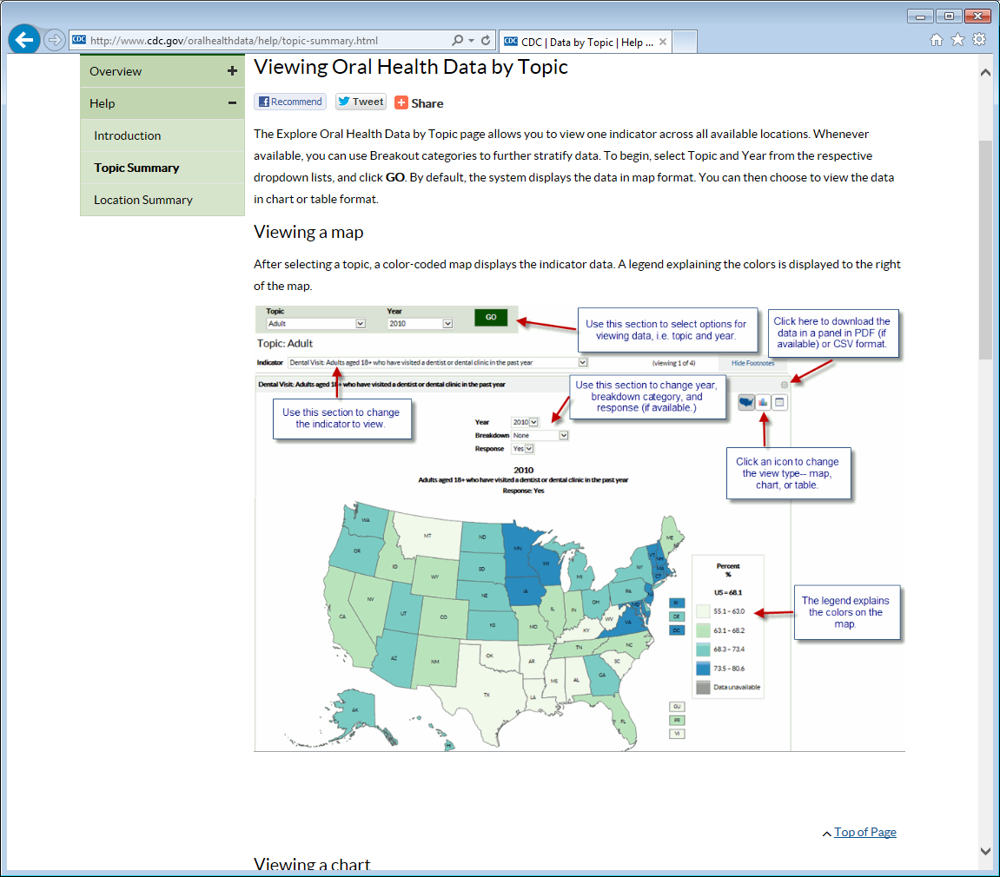 http://www.cdc.gov/oralhealthdata/help/topic-summary.html
CDC
CDC | Data by Topic | Help ...
Overview
Help
Introduction
Topic Summary
Location Summary
Viewing Oral Health Data by Topic
Recommend
Tweet
Share
The Explore Oral Health Data by Topic page allows you to view one indicator across all available locations. Whenever
available, you can use Breakout categories to further stratify data. To begin, select Topic and Year from the respective
dropdown lists, and click GO. By default, the system displays the data in map format. You can then choose to view the data
in chart or table format.
Viewing a map
After selecting a topic, a color-coded map displays the indicator data. A legend explaining the colors is displayed to the right
of the map.
Topic
Year
Adult
2010
GO
Use this section to select options for
viewing data, i.e. topic and year.
Click here to download the
data in a panel in PDF (if
available) or CSV format.
Topic: Adult
Indicator
Dental Visit: Adults aged 18+ who have visited a dentist or dental clinic in the past year
(viewing 1 of 4)
Hide Footnotes
Dental Visit: Adults aged 18+ who have visited a dentist or dental clinic in the past year
Use this section to change
the indicator to view.
Use this section to change year,
breakdown category, and
response (if available.)
Year
2010
Breakdown
None
Response
Yes
Click an icon to change
the view type-- map,
chart, or table.
2010
Adults aged 18+ who have visited a dentist or dental clinic in the past year
Response: Yes
WA
MT
ND
MN
ME
OR
ID
SD
WI
MI
NY
VT
NH
MA
CT
WY
IA
NE
PA
NJ
NV
UT
CO
KS
MO
IL
IN
OH
WV
MD
VA
CA
KY
NC
TN
AZ
NM
OK
AR
SC
MS
AL
GA
TX
LA
FL
AK
HI
RI
DE
DC
GU
PR
VI
Percent
%
US = 68.1
55.1 - 63.0
63.1 - 68.2
68.3 - 73.4
73.5 - 80.6
Data unavailable
The legend explains
the colors on the
map.
Top of Page
Viewing a chart